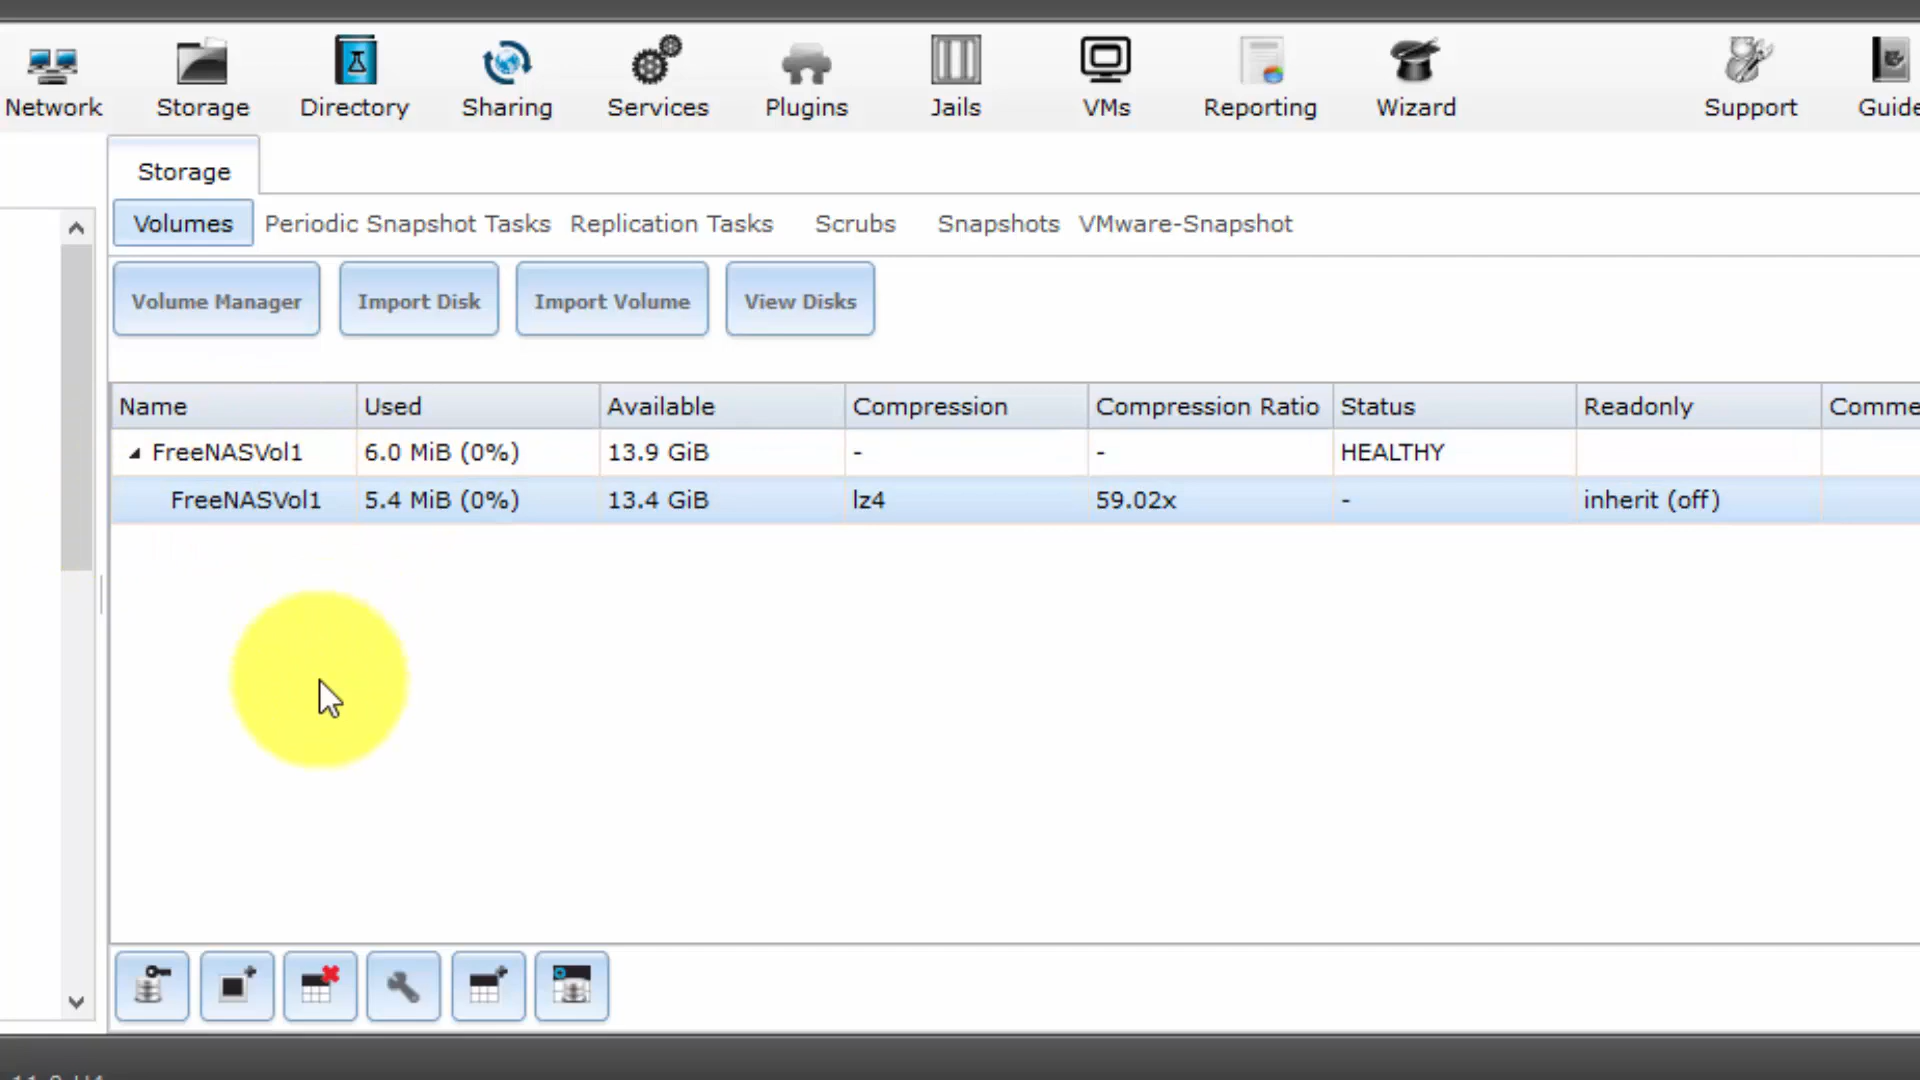 Network Storage Directory Sharing Services Plugins Jails VMs Reporting Wizard Support Guide
Storage
Volumes Periodic Snapshot Tasks Replication Tasks Scrubs Snapshots VMware-Snapshot
Volume Manager Import Disk Import Volume View Disks
Name Used Available Compression Compression Ratio Status Readonly Comme
FreeNASVol1 6.0 MiB (0%) 13.9 GiB - - HEALTHY
FreeNASVol1 5.4 MiB (0%) 13.4 GiB lz4 59.02x - inherit (off)